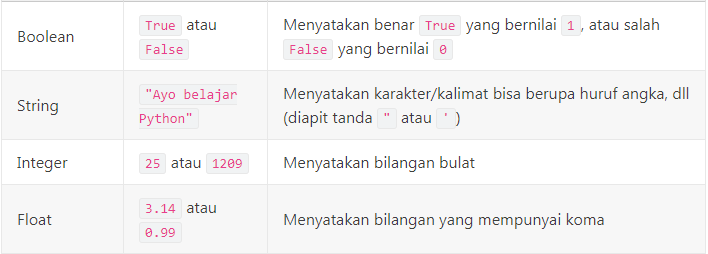 Boolean
True atau
False
Menyatakan benar True yang bernilai 1 , atau salah
False yang bernilai 0
String
"Ayo belajar
Python"
Menyatakan karakter/kalimat bisa berupa huruf angka, dll
(diapit tanda " atau ' )
Integer
25 atau 1209
Menyatakan bilangan bulat
Float
3.14 atau
0.99
Menyatakan bilangan yang mempunyai koma